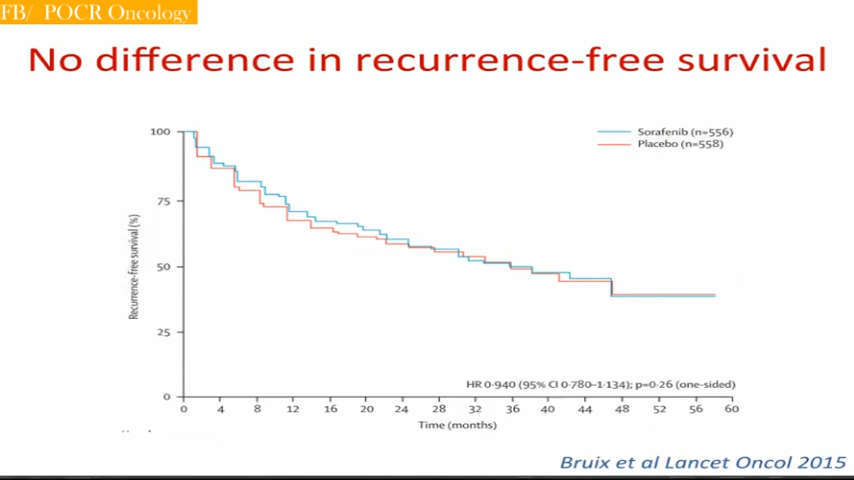 FB/ POCR Oncology
No difference in recurrence-free survival
Sorafenib (n=556)
Placebo (n=558)
100
75
50
25
0
Recurrence-free survival (%)
HR 0·940 (95% CI 0·780–1·134); p=0·26 (one-sided)
0 4 8 12 16 20 24 28 32 36 40 44 48 52 56 60
Time (months)
Bruix et al Lancet Oncol 2015